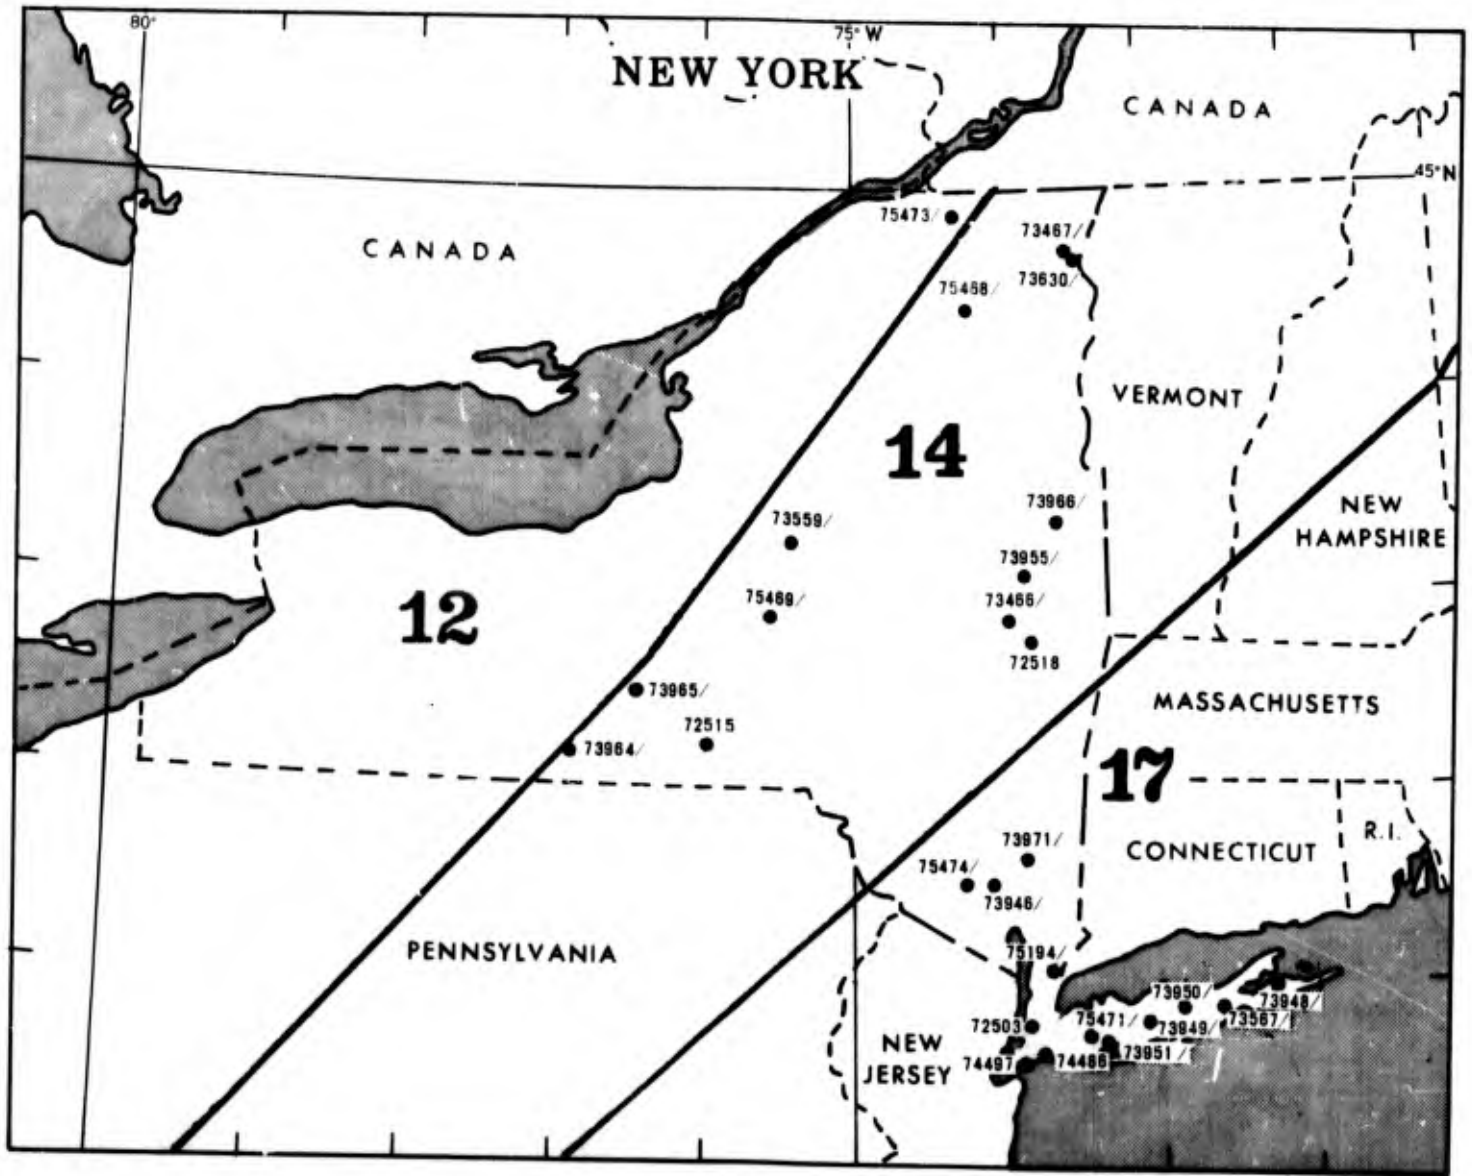 80°
75° W
NEW YORK
CANADA
45° N
75473/
73467/
CANADA
73630/
75468/
VERMONT
14
73966/
NEW
HAMPSHIRE
73559/
73955/
12
75469/
73466/
72518
73965/
MASSACHUSETTS
72515
73964/
17
R.I.
73971/
CONNECTICUT
75474/
73946/
PENNSYLVANIA
75194/
73950/
73948/
72503
75471/
73949/
73567/
NEW
JERSEY
74497
74486
73951/